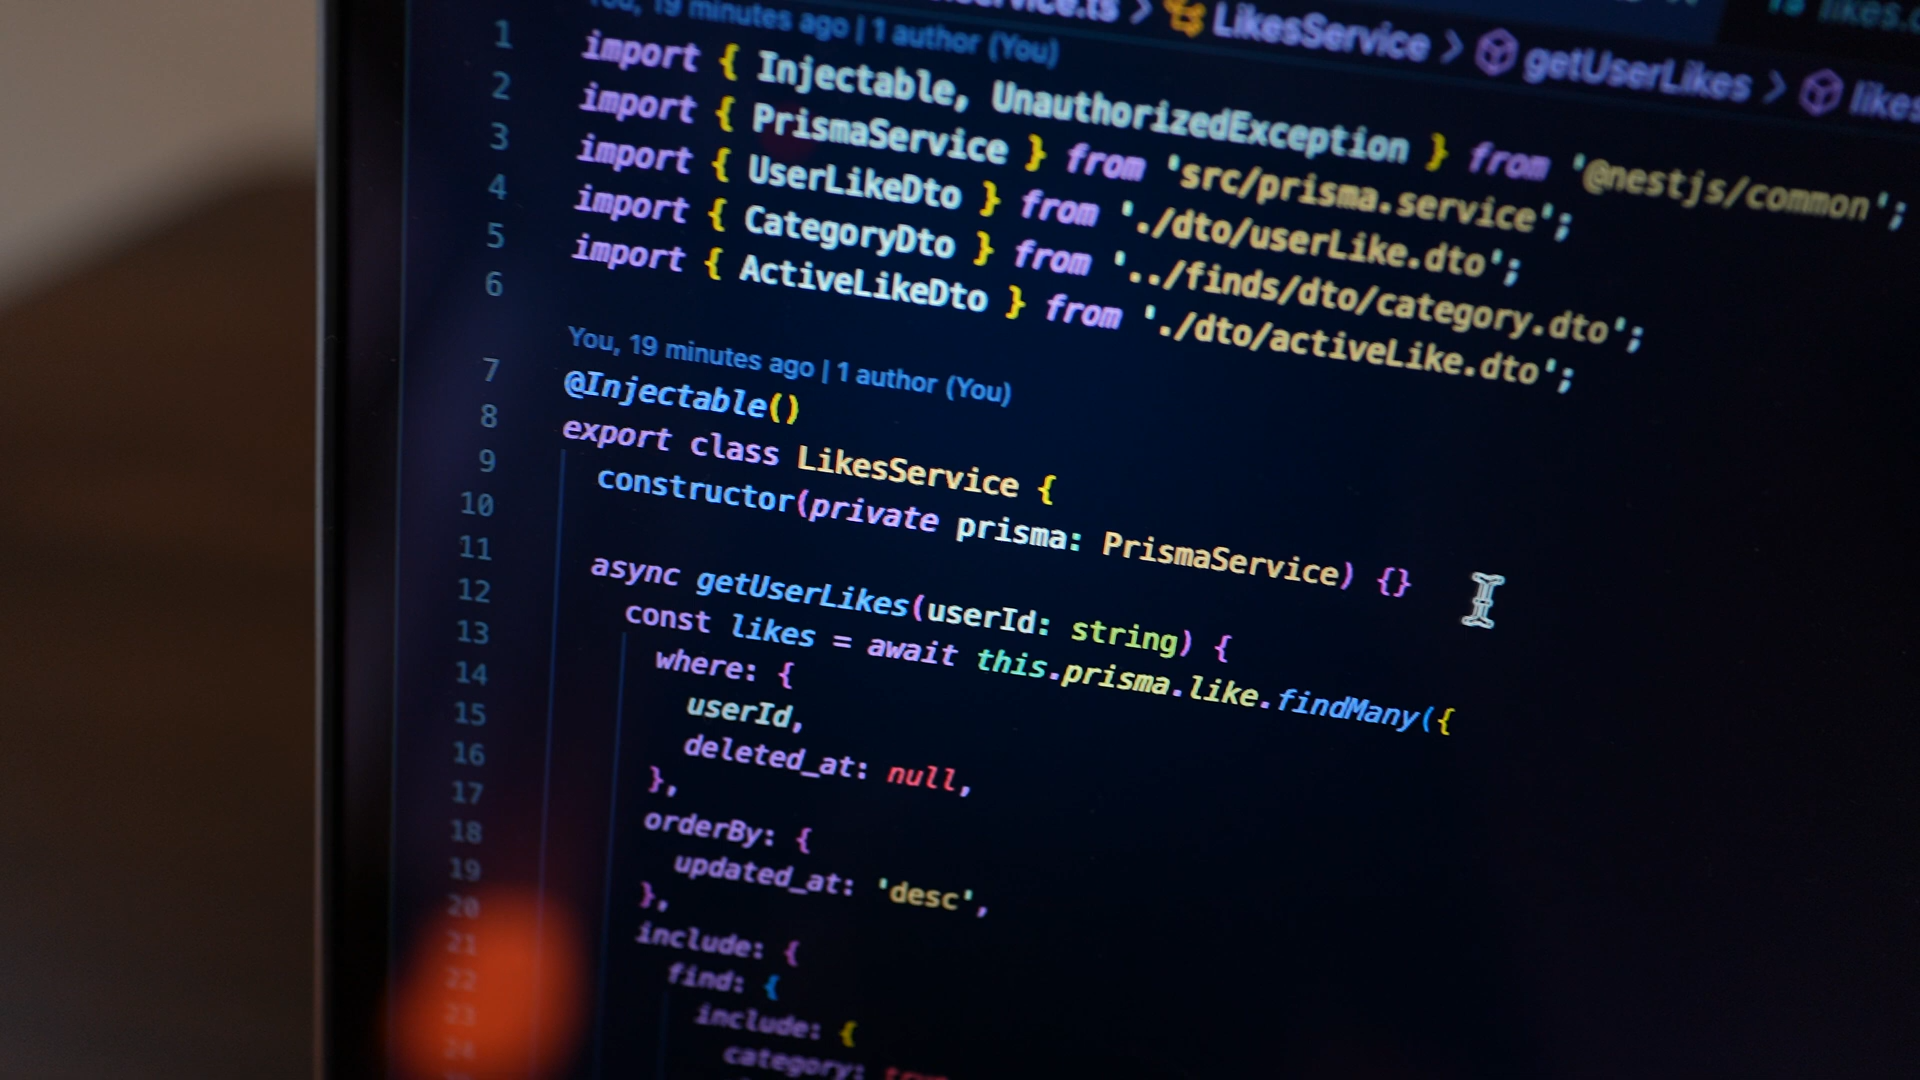 LikesService > getUserLikes > likes
You, 19 minutes ago | 1 author (You)
1 import { Injectable, UnauthorizedException } from '@nestjs/common';
2 import { PrismaService } from 'src/prisma.service';
3 import { UserLikeDto } from './dto/userLike.dto';
4 import { CategoryDto } from '../finds/dto/category.dto';
5 import { ActiveLikeDto } from './dto/activeLike.dto';
6
You, 19 minutes ago | 1 author (You)
7 @Injectable()
8 export class LikesService {
9 constructor(private prisma: PrismaService) {}
10
11 async getUserLikes(userId: string) {
12 const likes = await this.prisma.like.findMany({
13 where: {
14 userId,
15 deleted_at: null,
16 },
17 orderBy: {
18 updated_at: 'desc',
19 },
20 include: {
21 find: {
22 include: {
23 category: true
24